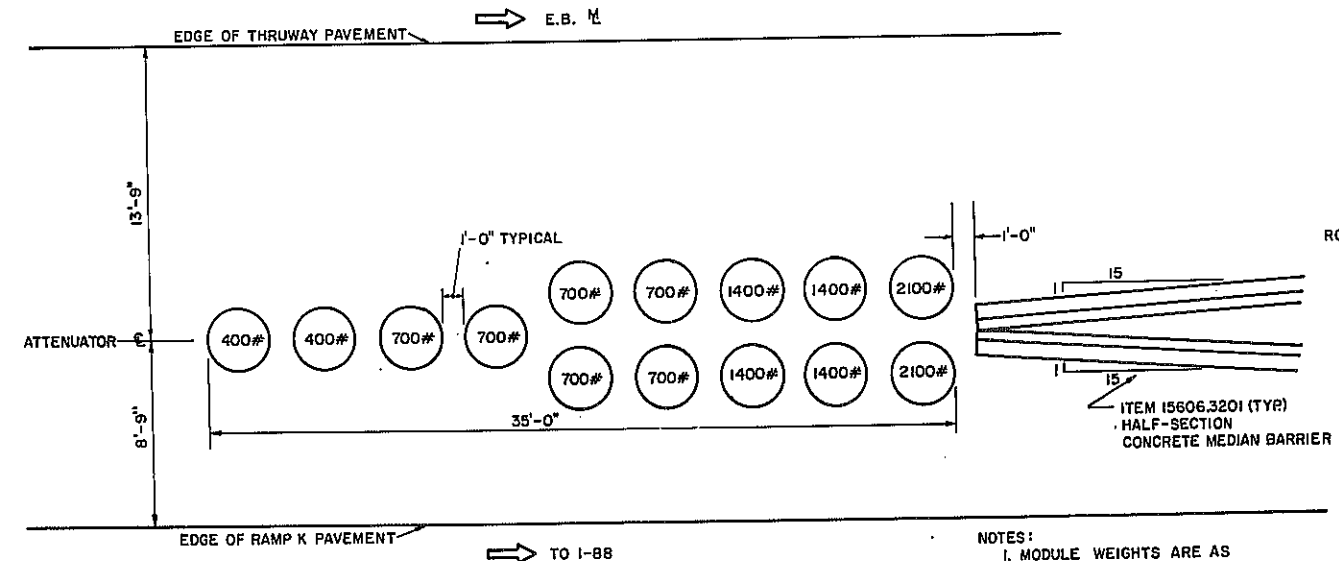 E.B. ML
EDGE OF THRUWAY PAVEMENT
13'-9"
1'-0" TYPICAL
1'-0"
15
1
700# 700# 1400# 1400# 2100#
ATTENUATOR ℄
400# 400# 700# 700#
700# 700# 1400# 1400# 2100#
1
15
8'-9"
35'-0"
ITEM 15606.3201 (TYP.)
HALF-SECTION
CONCRETE MEDIAN BARRIER
EDGE OF RAMP K PAVEMENT
TO I-88
NOTES:
1. MODULE WEIGHTS ARE AS